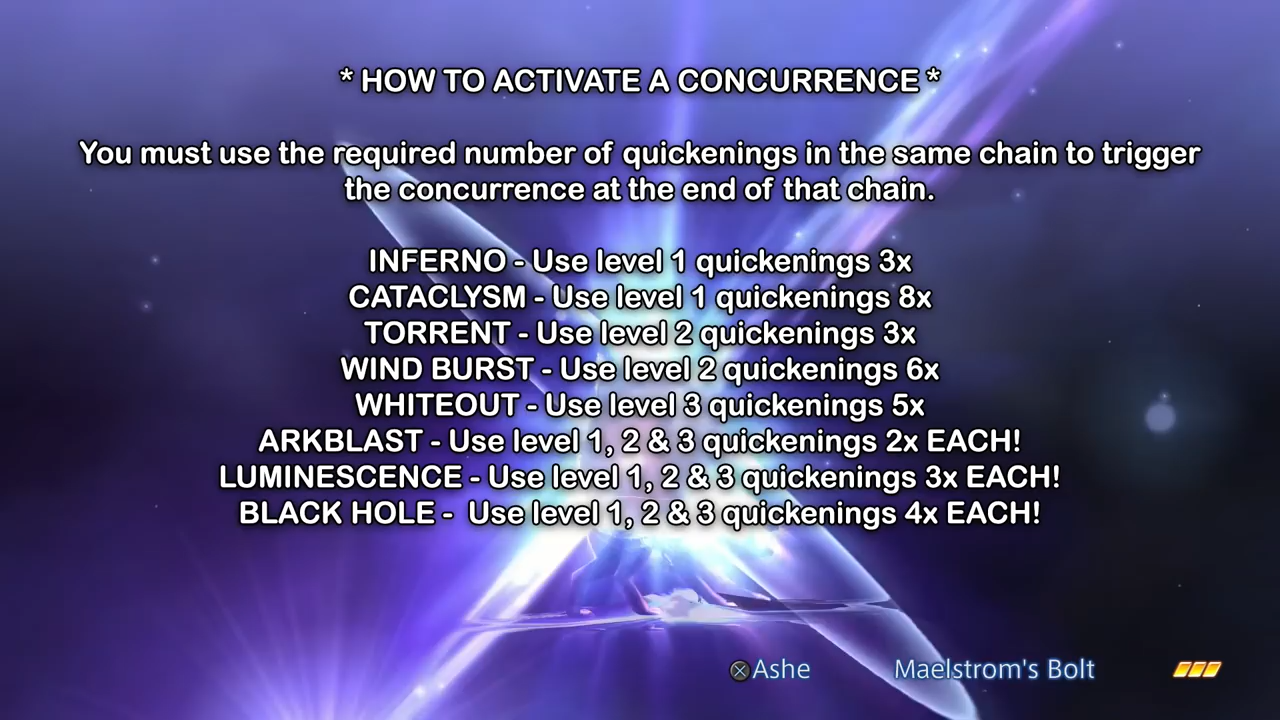 * HOW TO ACTIVATE A CONCURRENCE *
You must use the required number of quickenings in the same chain to trigger
the concurrence at the end of that chain.
INFERNO - Use level 1 quickenings 3x
CATACLYSM - Use level 1 quickenings 8x
TORRENT - Use level 2 quickenings 3x
WIND BURST - Use level 2 quickenings 6x
WHITEOUT - Use level 3 quickenings 5x
ARKBLAST - Use level 1, 2 & 3 quickenings 2x EACH!
LUMINESCENCE - Use level 1, 2 & 3 quickenings 3x EACH!
BLACK HOLE - Use level 1, 2 & 3 quickenings 4x EACH!
Ashe Maelstrom's Bolt